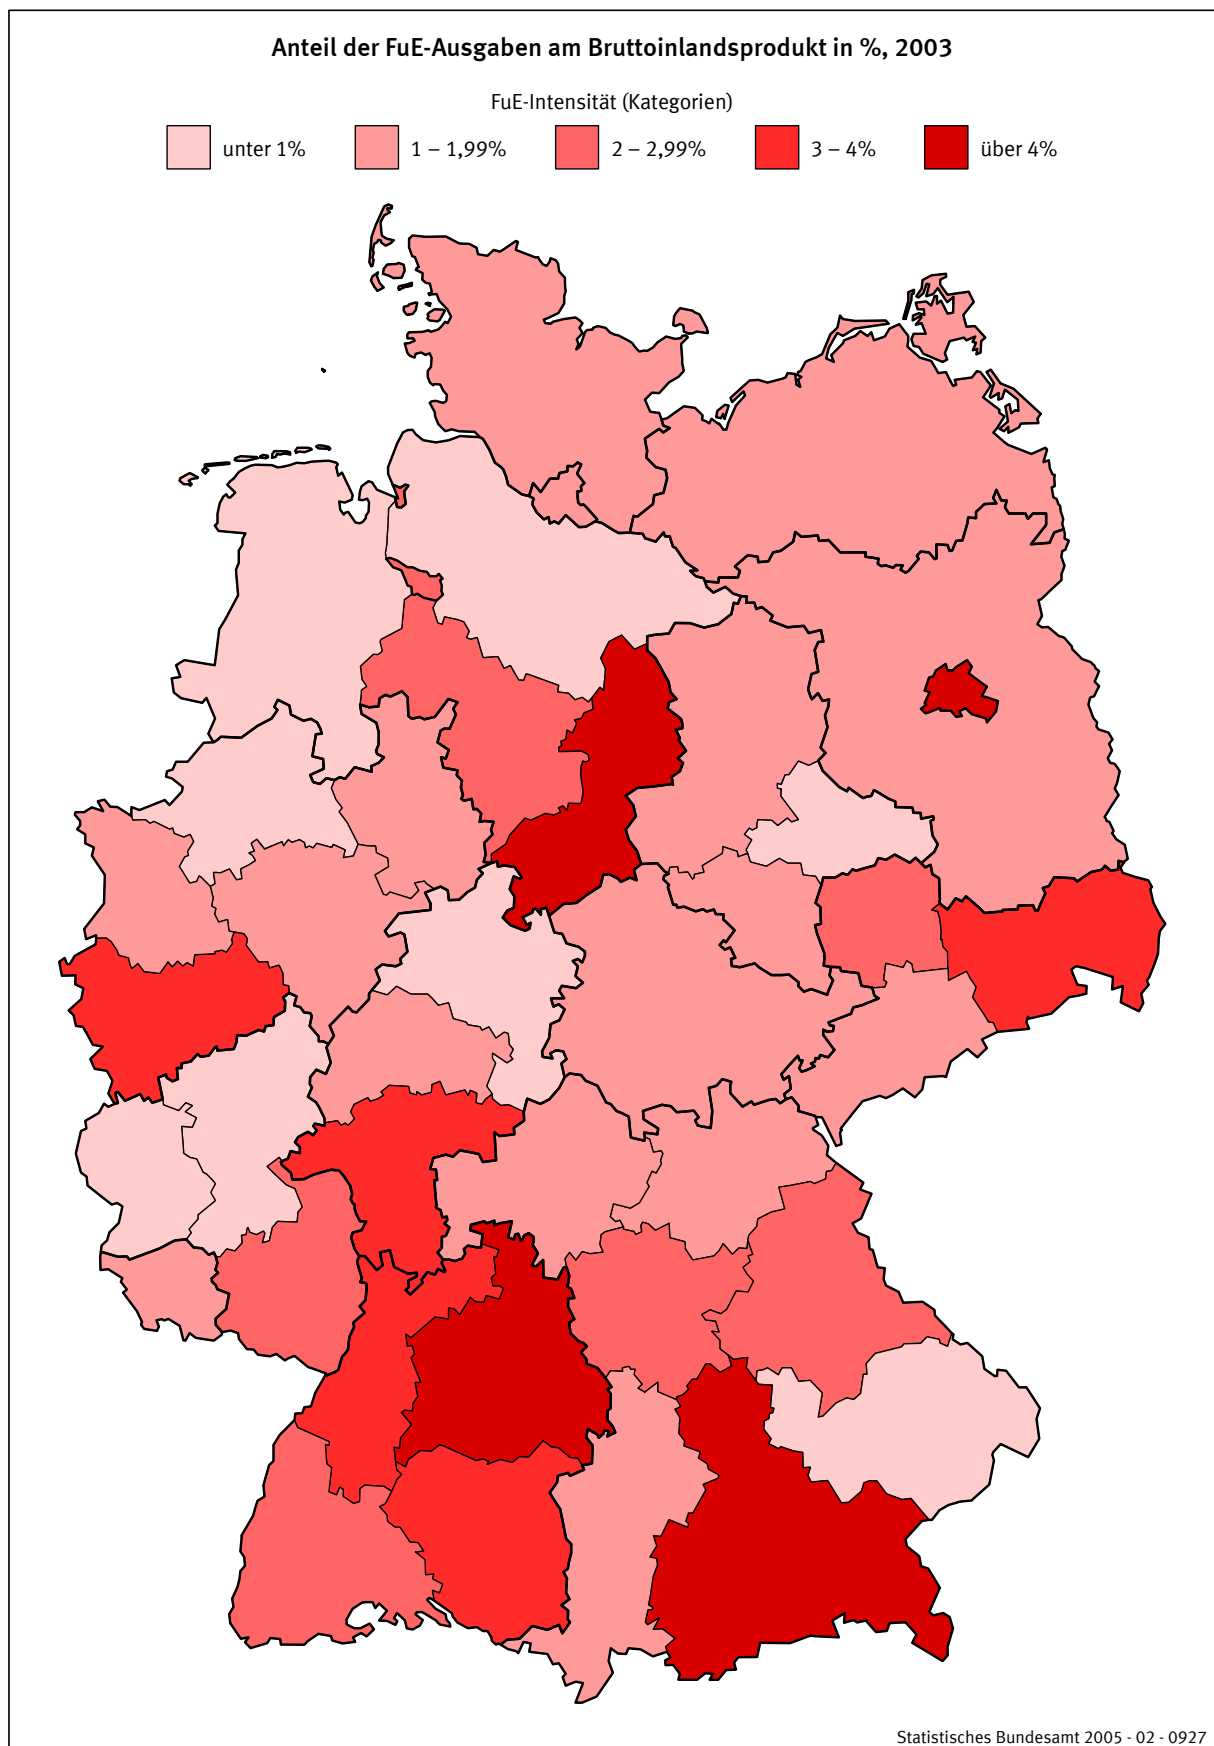 Anteil der FuE-Ausgaben am Bruttoinlandsprodukt in %, 2003
FuE-Intensität (Kategorien)
unter 1% 1 – 1,99% 2 – 2,99% 3 – 4% über 4%
Statistisches Bundesamt 2005 - 02 - 0927